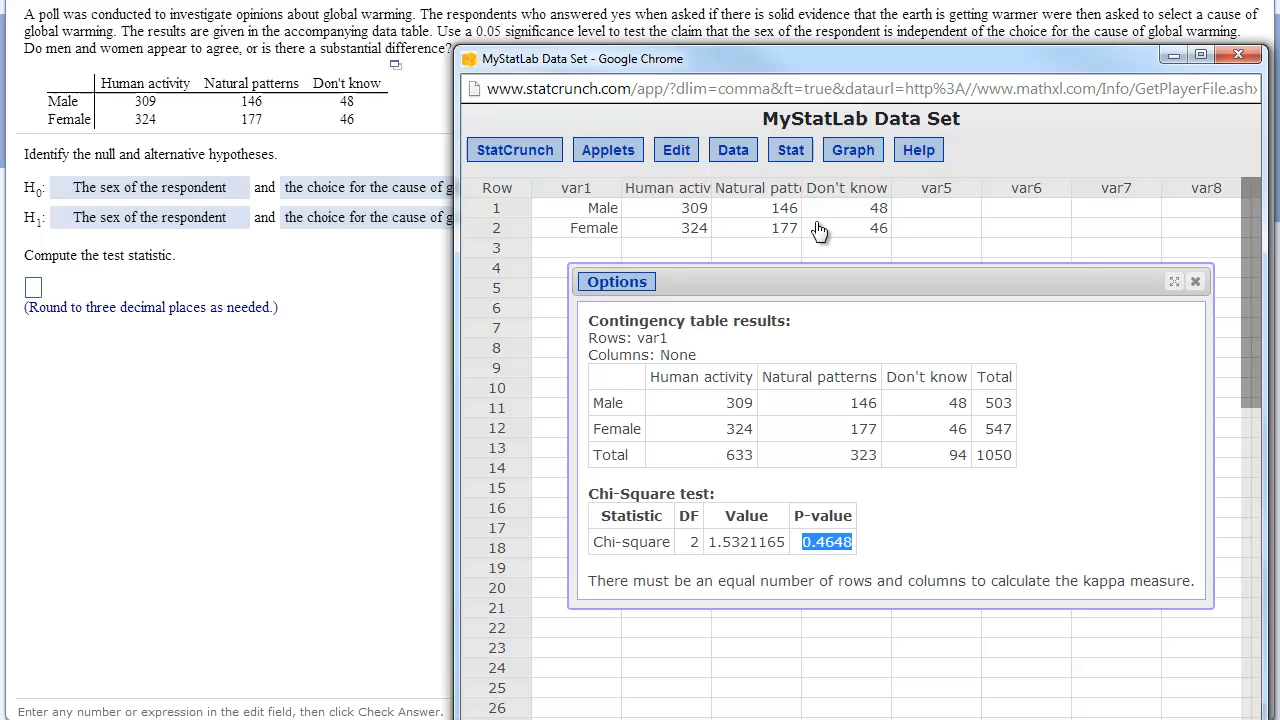 A poll was conducted to investigate opinions about global warming. The respondents who answered yes when asked if there is solid evidence that the earth is getting warmer were then asked to select a cause of
global warming. The results are given in the accompanying data table. Use a 0.05 significance level to test the claim that the sex of the respondent is independent of the choice for the cause of global warming.
Do men and women appear to agree, or is there a substantial difference?
Human activity Natural patterns Don't know
Male 309 146 48
Female 324 177 46
Identify the null and alternative hypotheses.
H0: The sex of the respondent and the choice for the cause of g
H1: The sex of the respondent and the choice for the cause of g
Compute the test statistic.
(Round to three decimal places as needed.)
Enter any number or expression in the edit field, then click Check Answer.
MyStatLab Data Set - Google Chrome
www.statcrunch.com/app/?dlim=comma&ft=true&dataurl=http%3A//www.mathxl.com/Info/GetPlayerFile.ashx
MyStatLab Data Set
StatCrunch Applets Edit Data Stat Graph Help
Row var1 Human activ Natural patt Don't know var5 var6 var7 var8
1 Male 309 146 48
2 Female 324 177 46
3
4
5
6
7
8
9
10
11
12
13
14
15
16
17
18
19
20
21
22
23
24
25
26
Options
Contingency table results:
Rows: var1
Columns: None
Human activity Natural patterns Don't know Total
Male 309 146 48 503
Female 324 177 46 547
Total 633 323 94 1050
Chi-Square test:
Statistic DF Value P-value
Chi-square 2 1.5321165 0.4648
There must be an equal number of rows and columns to calculate the kappa measure.